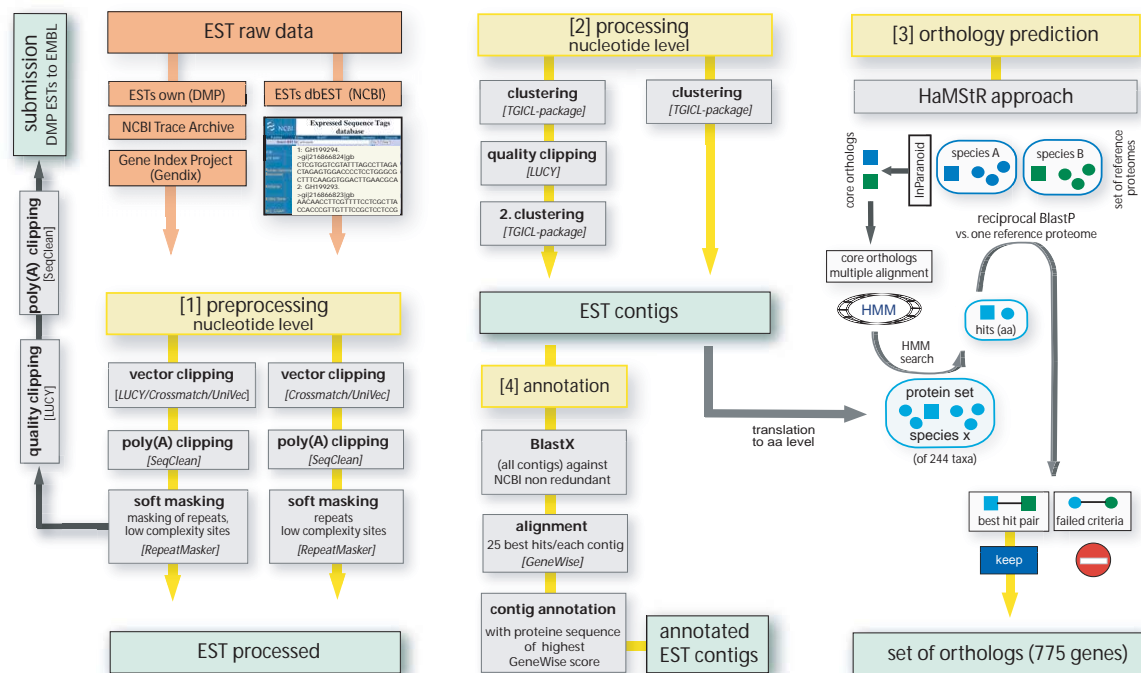 submission
DMP ESTs to EMBL
poly(A) clipping
[SeqClean]
quality clipping
[LUCY]
EST raw data
ESTs own (DMP)
NCBI Trace Archive
Gene Index Project
(Gendix)
ESTs dbEST (NCBI)
NCBI
Expressed Sequence Tags
database
1: GH199294.
>gi|216866824|gb
CTCGTGGTCGTATTTAGCCTTAGA
CTAGAGTGGACCCCTCCTGGGCG
CTTTCAAGGTGGACTTGAACGCA
2: GH199293.
>gi|216866823|gb
AACAACCTTCGTTTTCCTCGCTTA
CCACCCGTTGTTTCCGCTCCTCCG
[1] preprocessing
nucleotide level
vector clipping
[LUCY/Crossmatch/UniVec]
poly(A) clipping
[SeqClean]
soft masking
masking of repeats,
low complexity sites
[RepeatMasker]
vector clipping
[Crossmatch/UniVec]
poly(A) clipping
[SeqClean]
soft masking
repeats
low complexity sites
[RepeatMasker]
EST processed
[2] processing
nucleotide level
clustering
[TGICL-package]
quality clipping
[LUCY]
2. clustering
[TGICL-package]
clustering
[TGICL-package]
EST contigs
[4] annotation
BlastX
(all contigs) against
NCBI non redundant
alignment
25 best hits/each contig
[GeneWise]
contig annotation
with proteine sequence
of highest
GeneWise score
annotated
EST contigs
translation
to aa level
[3] orthology prediction
HaMStR approach
core orthologs
InParanoid
species A
species B
set of reference
proteomes
core orthologs
multiple alignment
HMM
reciprocal BlastP
vs. one reference proteome
hits (aa)
HMM
search
protein set
species x
(of 244 taxa)
best hit pair
failed criteria
keep
set of orthologs (775 genes)